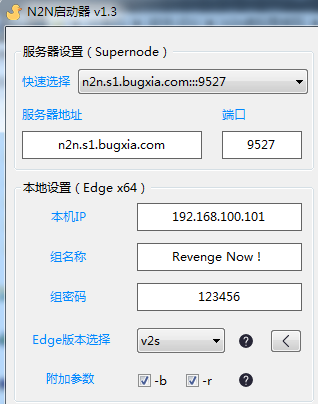 N2N启动器 v1.3
服务器设置 ( Supernode )
快速选择 n2n.s1.bugxia.com:::9527
服务器地址 端口
n2n.s1.bugxia.com 9527
本地设置 ( Edge x64 )
本机IP 192.168.100.101
组名称 Revenge Now !
组密码 123456
Edge版本选择 v2s ? <
附加参数 -b -r ?